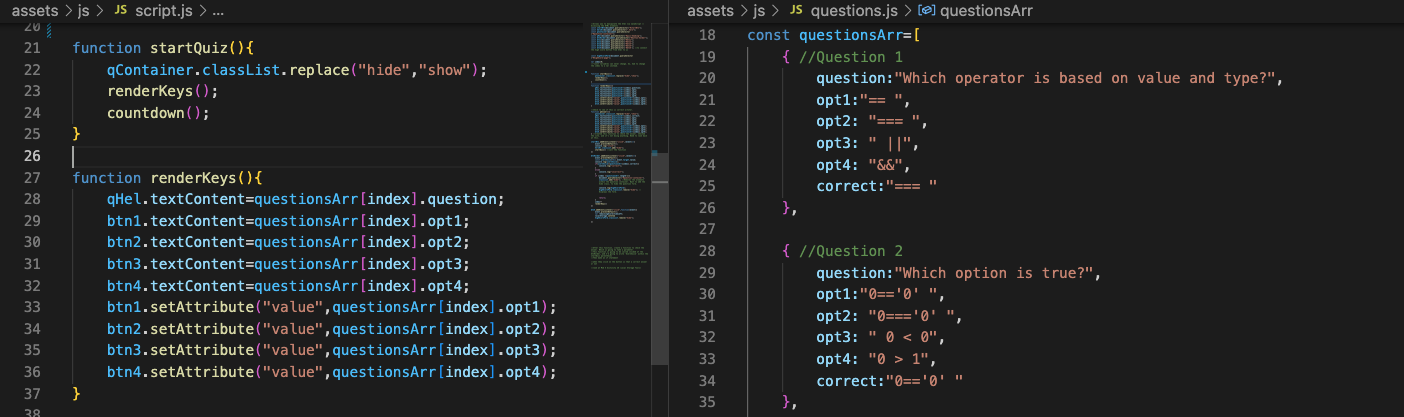 assets > js > JS script.js > ...
20
21 function startQuiz(){
22 qContainer.classList.replace("hide","show");
23 renderKeys();
24 countdown();
25 }
26
27 function renderKeys(){
28 qHel.textContent=questionsArr[index].question;
29 btn1.textContent=questionsArr[index].opt1;
30 btn2.textContent=questionsArr[index].opt2;
31 btn3.textContent=questionsArr[index].opt3;
32 btn4.textContent=questionsArr[index].opt4;
33 btn1.setAttribute("value",questionsArr[index].opt1);
34 btn2.setAttribute("value",questionsArr[index].opt2);
35 btn3.setAttribute("value",questionsArr[index].opt3);
36 btn4.setAttribute("value",questionsArr[index].opt4);
37 }
38
assets > js > JS questions.js > questionsArr
18 const questionsArr=[
19 { //Question 1
20 question:"Which operator is based on value and type?",
21 opt1:"== ",
22 opt2: "=== ",
23 opt3: " ||",
24 opt4: "&&",
25 correct:"=== "
26 },
27
28 { //Question 2
29 question:"Which option is true?",
30 opt1:"0=='0' ",
31 opt2: "0==='0' ",
32 opt3: " 0 < 0",
33 opt4: "0 > 1",
34 correct:"0=='0' "
35 },